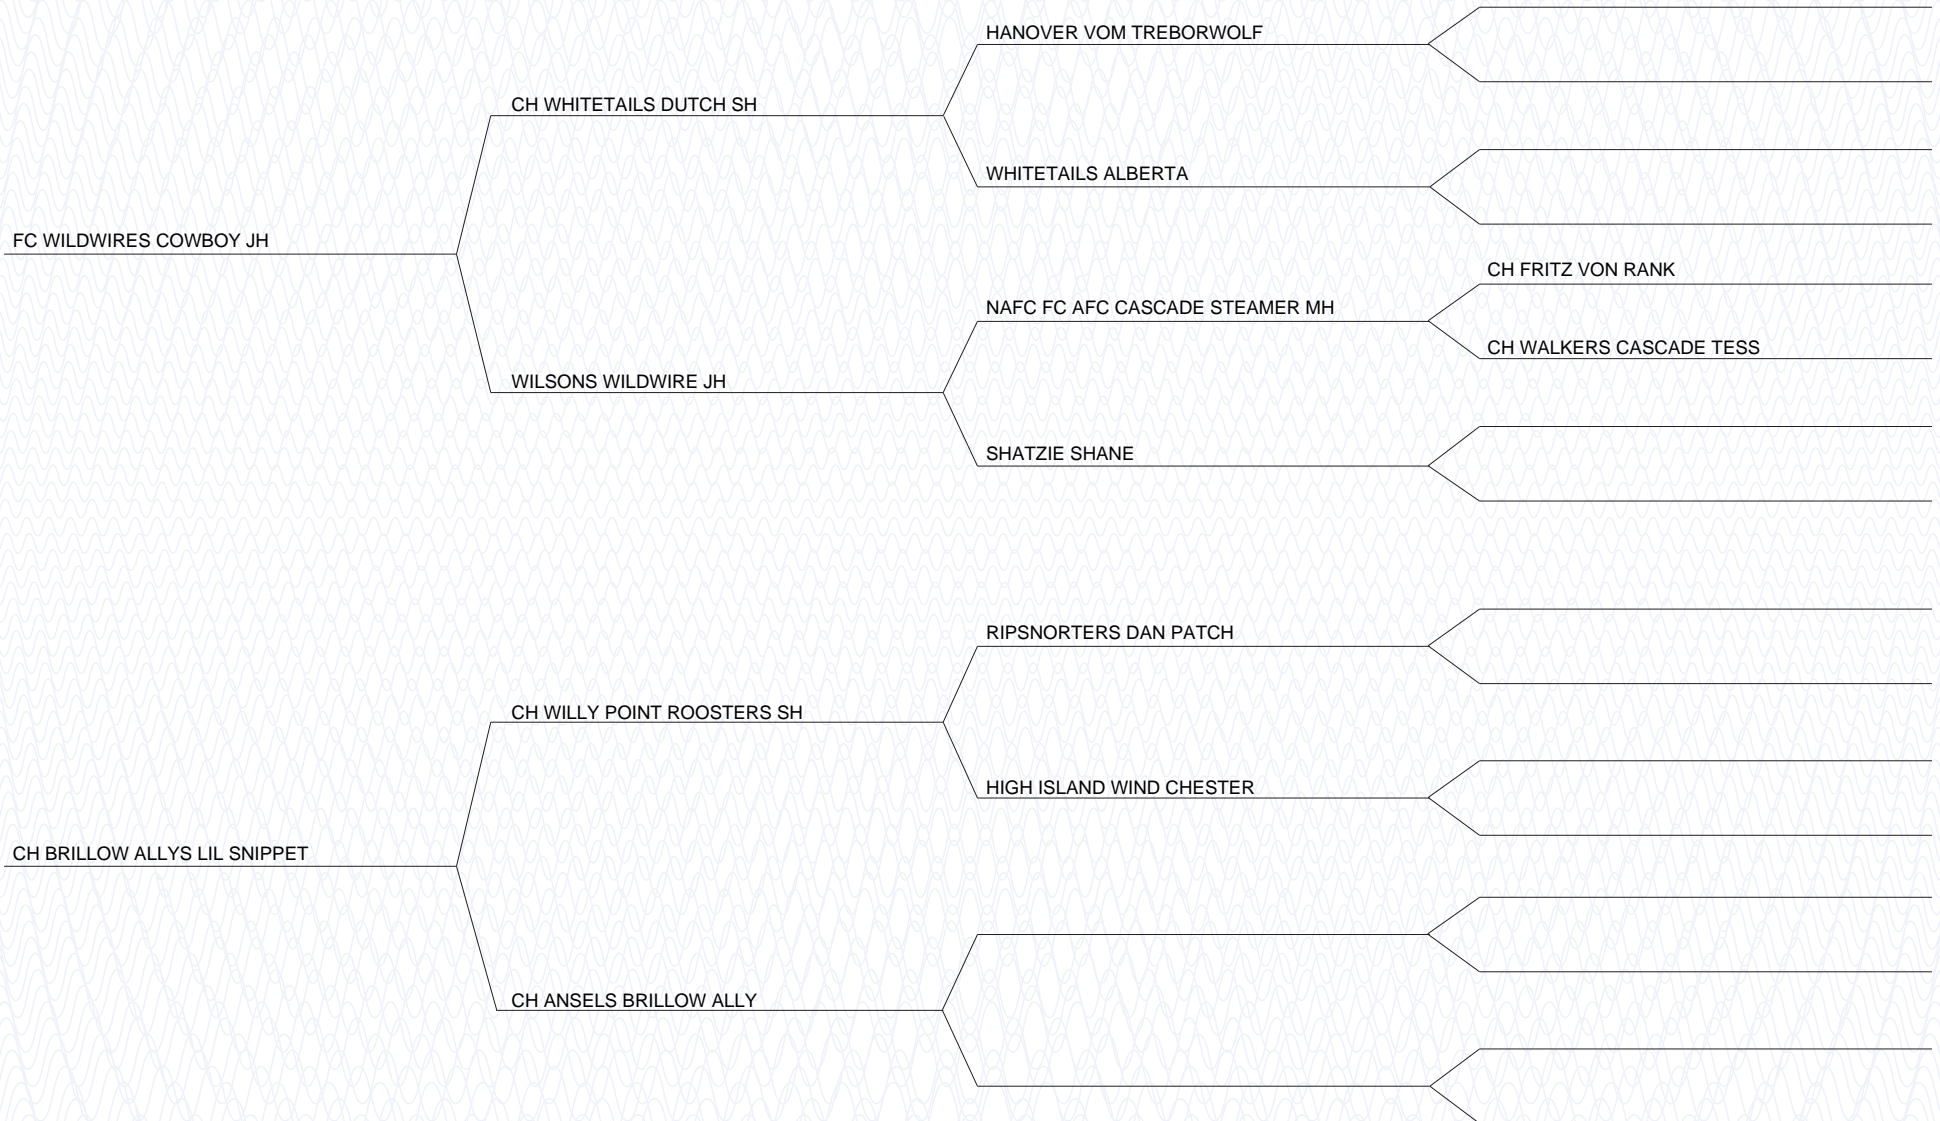 HANOVER VOM TREBORWOLF
CH WHITETAILS DUTCH SH
WHITETAILS ALBERTA
FC WILDWIRES COWBOY JH
CH FRITZ VON RANK
NAFC FC AFC CASCADE STEAMER MH
CH WALKERS CASCADE TESS
WILSONS WILDWIRE JH
SHATZIE SHANE
RIPSNORTERS DAN PATCH
CH WILLY POINT ROOSTERS SH
HIGH ISLAND WIND CHESTER
CH BRILLOW ALLYS LIL SNIPPET
CH ANSELS BRILLOW ALLY